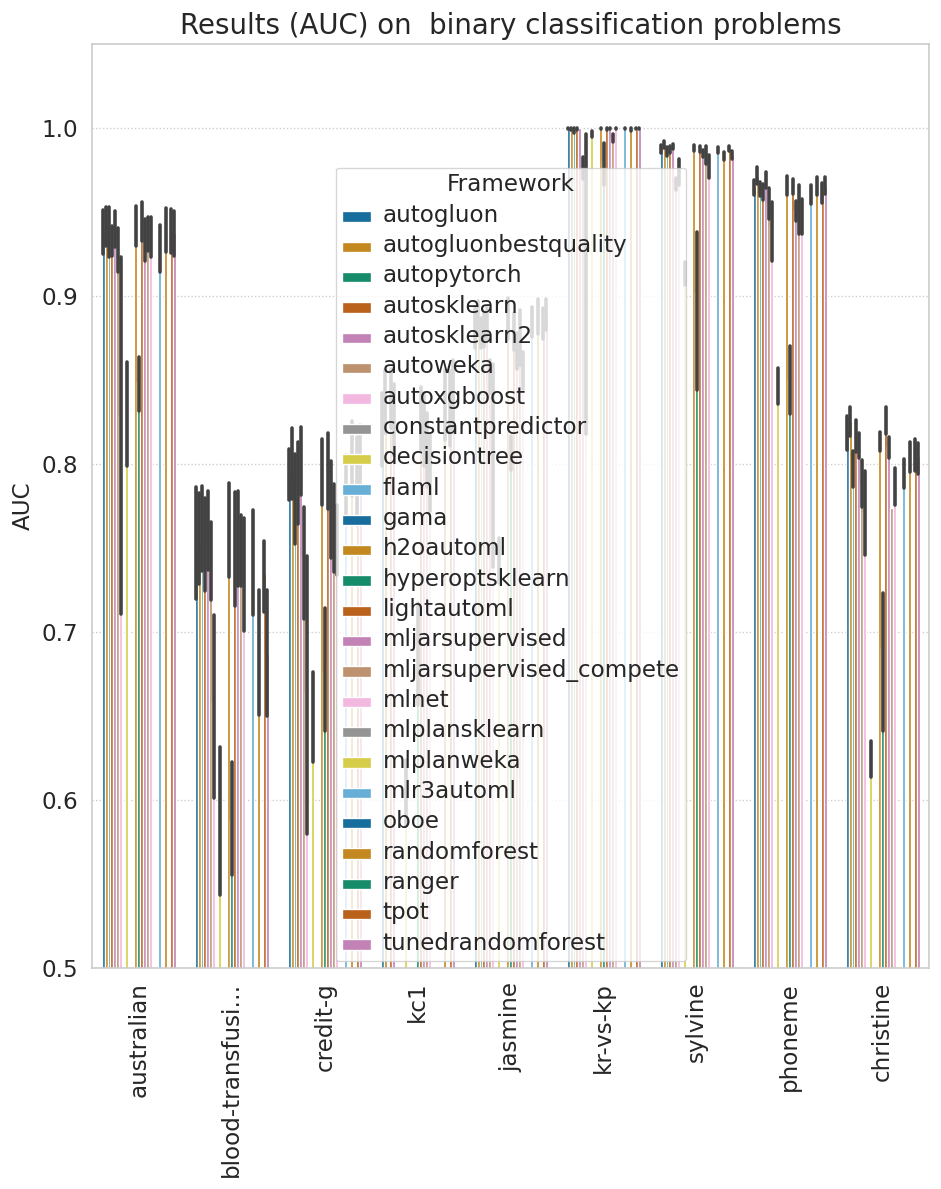 Results (AUC) on  binary classification problems
AUC
1.0
0.9
0.8
0.7
0.6
0.5
Framework
autogluon
autogluonbestquality
autopytorch
autosklearn
autosklearn2
autoweka
autoxgboost
constantpredictor
decisiontree
flaml
gama
h2oautoml
hyperoptsklearn
lightautoml
mljarsupervised
mljarsupervised_compete
mlnet
mlplansklearn
mlplanweka
mlr3automl
oboe
randomforest
ranger
tpot
tunedrandomforest
australian
blood-transfusi...
credit-g
kc1
jasmine
kr-vs-kp
sylvine
phoneme
christine